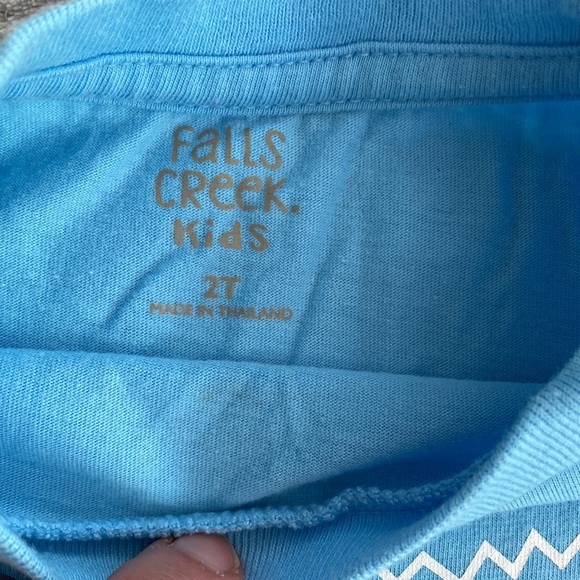 Falls
Creek.
Kids
2T
MADE IN THAILAND